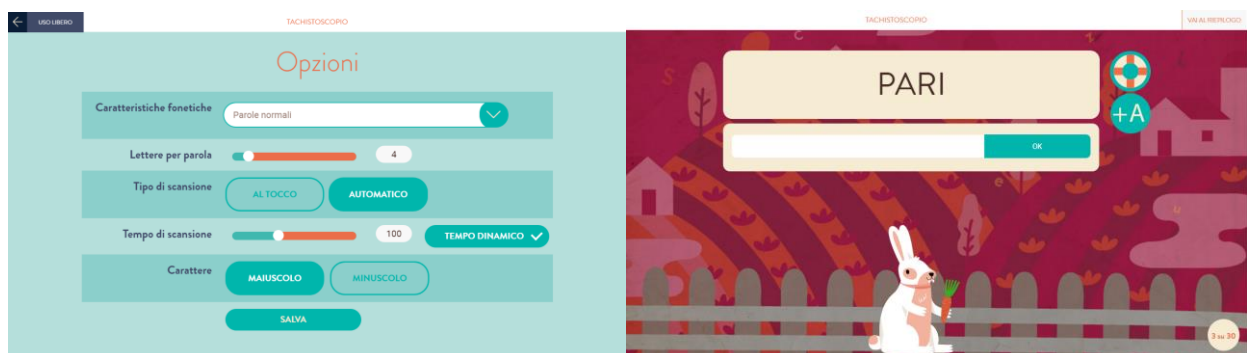 USO LIBERO
TACHISTOSCOPIO
Opzioni
Caratteristiche fonetiche
Parole normali
Lettere per parola
4
Tipo di scansione
AL TOCCO
AUTOMATICO
Tempo di scansione
100
TEMPO DINAMICO
Carattere
MAIUSCOLO
MINUSCOLO
SALVA
TACHISTOSCOPIO
VAI AL RIEPILOGO
PARI
+A
OK
3 su 30